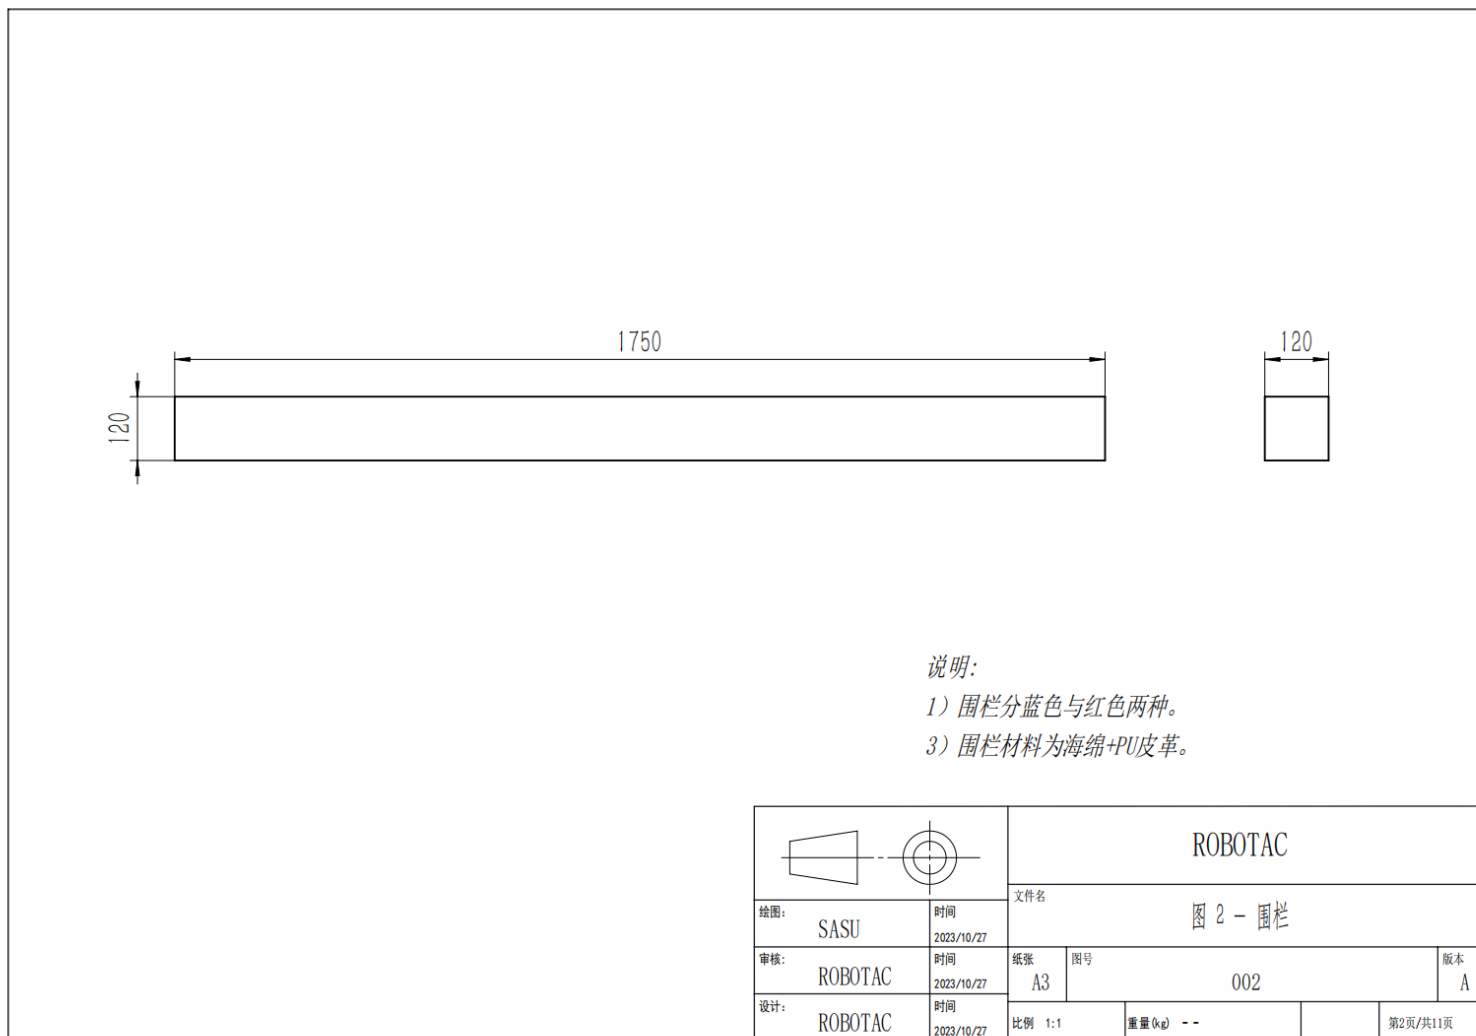 1750
120
120
说明:
1) 围栏分蓝色与红色两种。
3) 围栏材料为海绵+PU皮革。
ROBOTAC
文件名
图 2 - 围栏
绘图:
SASU
时间
2023/10/27
审核:
ROBOTAC
时间
2023/10/27
纸张
A3
图号
002
版本
A
设计:
ROBOTAC
时间
2023/10/27
比例 1:1
重量(kg) --
第2页/共11页